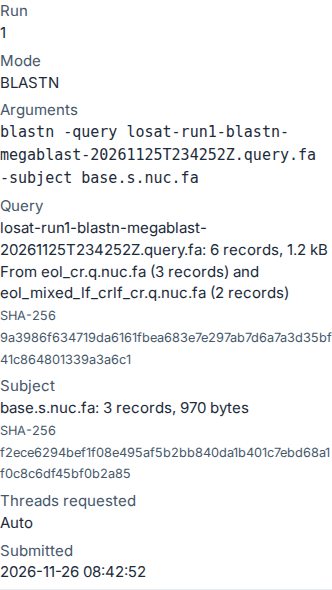 Run
1
Mode
BLASTN
Arguments
blastn -query losat-run1-blastn-
megablast-20261125T234252Z.query.fa
-subject base.s.nuc.fa
Query
losat-run1-blastn-megablast-
20261125T234252Z.query.fa: 6 records, 1.2 kB
From eol_cr.q.nuc.fa (3 records) and
eol_mixed_lf_crlf_cr.q.nuc.fa (2 records)
SHA-256
9a3986f634719da6161fbea683e7e297ab7d6a7a3d35bf
41c864801339a3a6c1
Subject
base.s.nuc.fa: 3 records, 970 bytes
SHA-256
f2ece6294bef1f08e495af5b2bb840da1b401c7ebd68a1
f0c8c6df45bf0b2a85
Threads requested
Auto
Submitted
2026-11-26 08:42:52